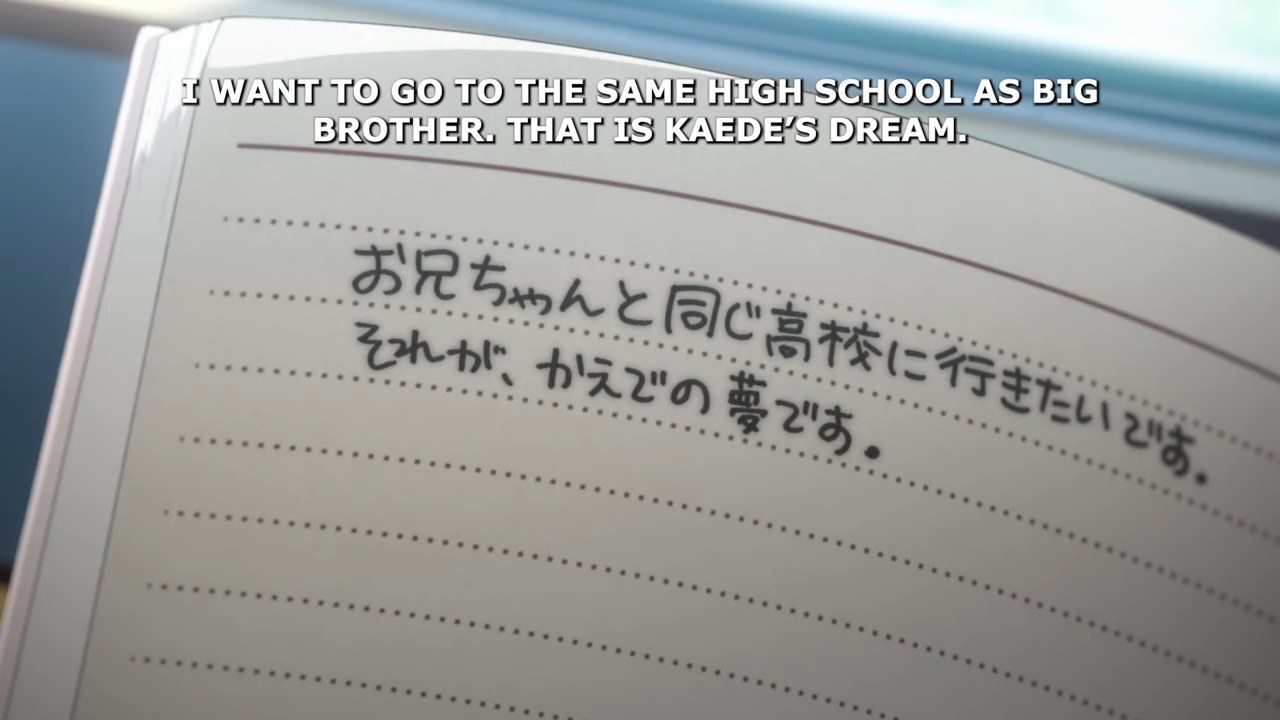 I WANT TO GO TO THE SAME HIGH SCHOOL AS BIG
BROTHER. THAT IS KAEDE’S DREAM.
お兄ちゃんと同じ高校に行きたいです。
それが、かえでの夢です。